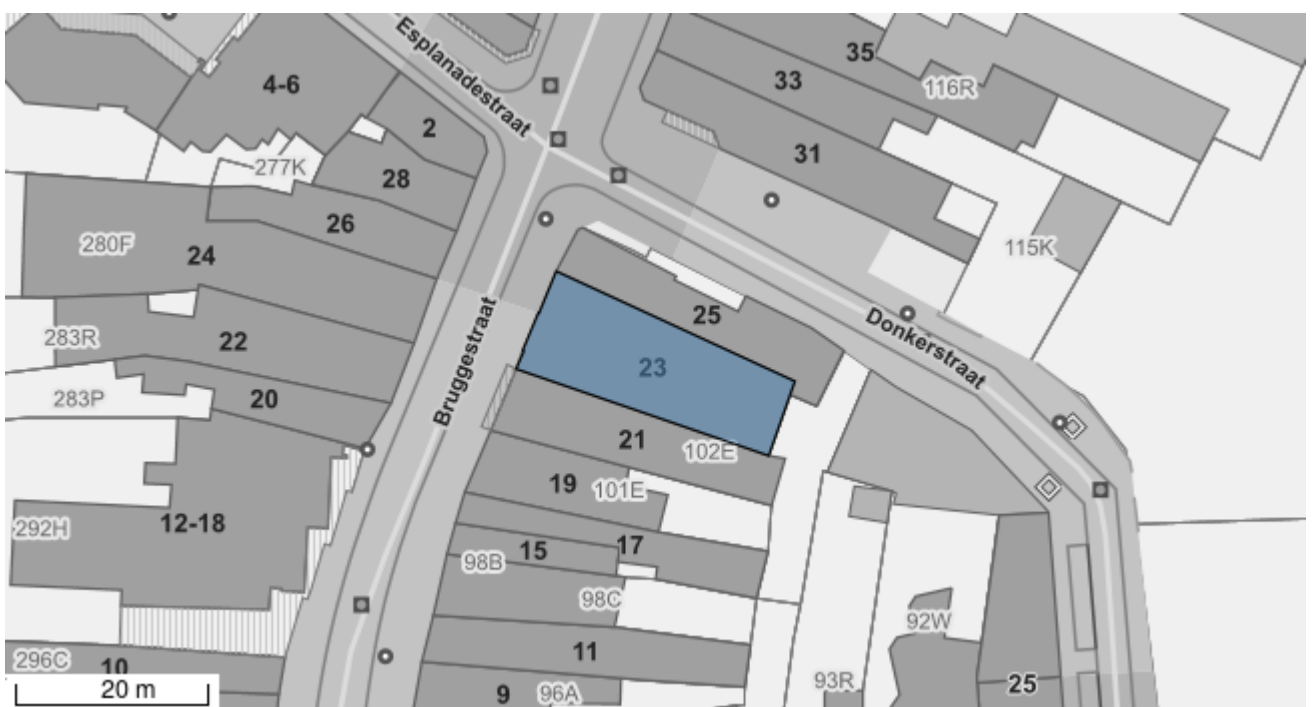 35
116R
33
4-6
Esplanadestraat
2
31
277K
28
26
280F
24
115K
25
Donkerstraat
283R
22
Bruggestraat
23
283P
20
21
102E
19
101E
292H
12-18
17
15
98B
98C
92W
11
296C
10
93R
25
20 m
9
96A